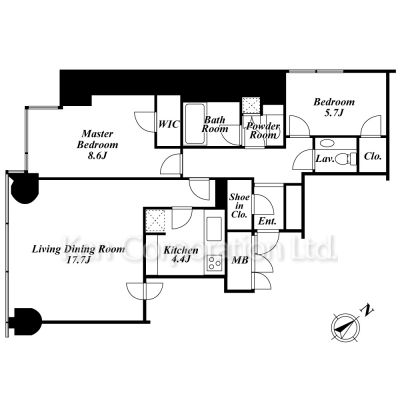 Master
Bedroom
8.6J
WIC
Bath
Room
Powder
Room
Bedroom
5.7J
Lav.
Clo.
Shoe
in
Clo.
Ent.
Living Dining Room
17.7J
Kitchen
4.4J
MB
Ken Corporation Ltd.
N